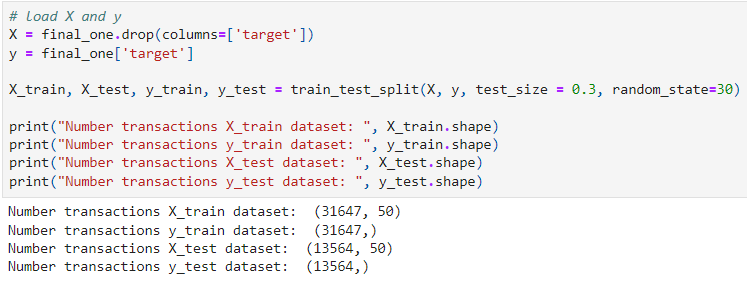 # load X and y
X = final_one.drop(columns=['target'])
y = final_one['target']
X_train, X_test, y_train, y_test = train_test_split(X, y, test_size = 0.3, random_state=30)
print("Number transactions X_train dataset: ", X_train.shape)
print("Number transactions y_train dataset: ", y_train.shape)
print("Number transactions X_test dataset: ", X_test.shape)
print("Number transactions y_test dataset: ", y_test.shape)
Number transactions X_train dataset:  (31647, 50)
Number transactions y_train dataset:  (31647,)
Number transactions X_test dataset:  (13564, 50)
Number transactions y_test dataset:  (13564,)